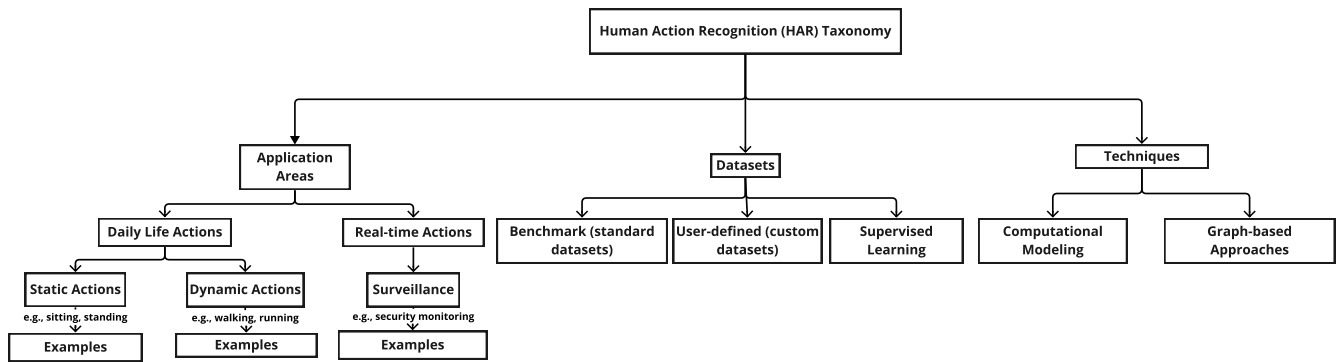 Human Action Recognition (HAR) Taxonomy
Application
Areas
Datasets
Techniques
Daily Life Actions
Real-time Actions
Benchmark (standard
datasets)
User-defined (custom
datasets)
Supervised
Learning
Computational
Modeling
Graph-based
Approaches
Static Actions
Dynamic Actions
Surveillance
e.g., sitting, standing
e.g., walking, running
e.g., security monitoring
Examples
Examples
Examples